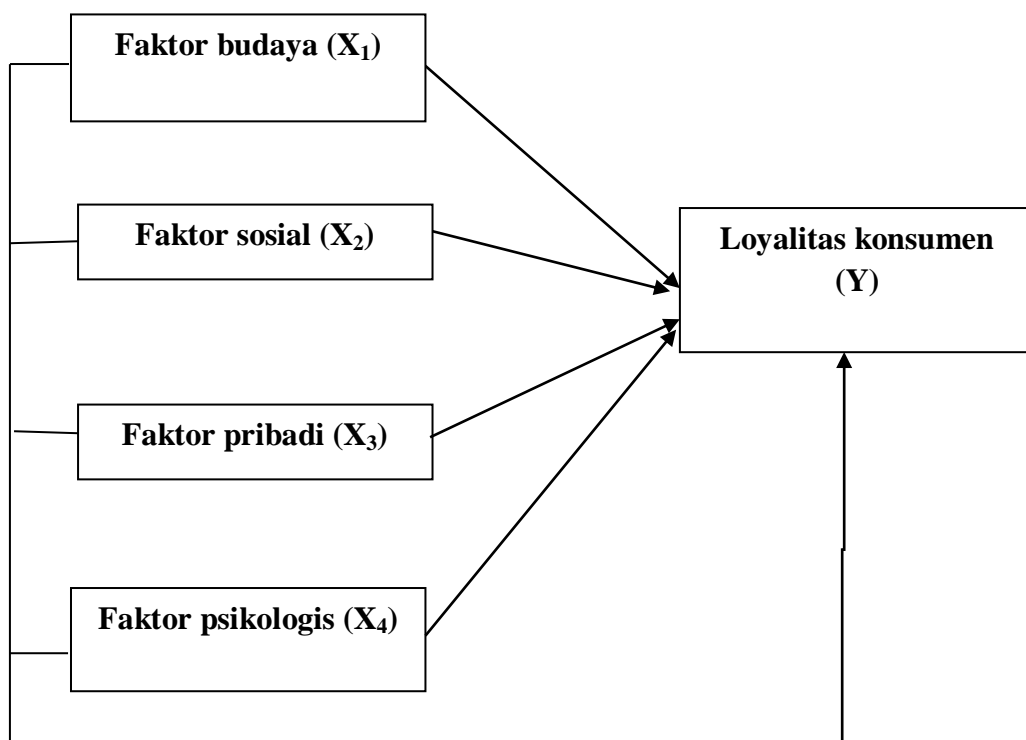 Faktor budaya (X₁)
Faktor sosial (X₂)
Loyalitas konsumen
(Y)
Faktor pribadi (X₃)
Faktor psikologis (X₄)